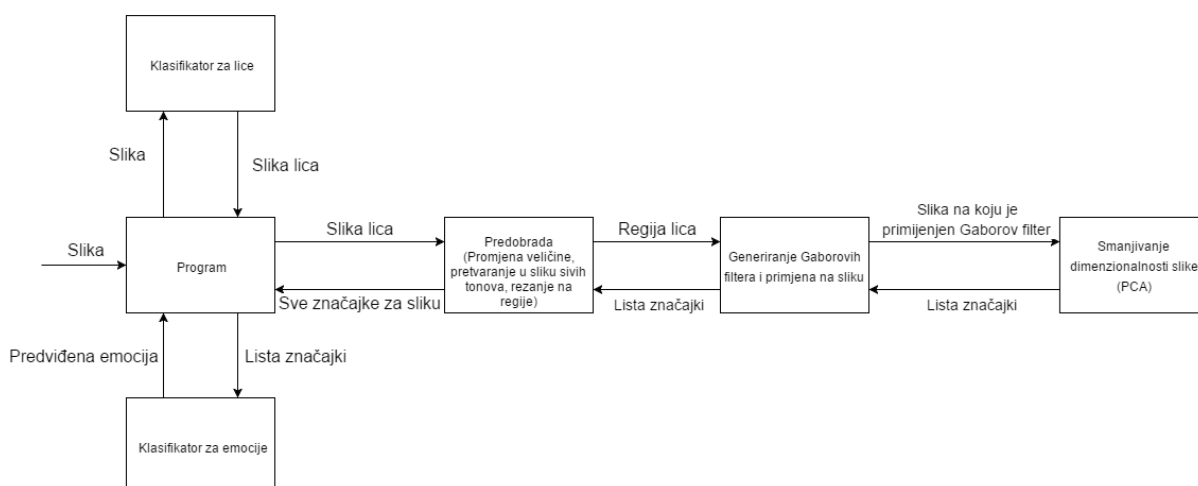 Klasifikator za lice
Slika
Slika lica
Slika
Program
Slika lica
Sve značajke za sliku
Predobrada
(Promjena veličine,
pretvaranje u sliku sivih
tonova, rezanje na
regije)
Regija lica
Lista značajki
Generiranje Gaborovih
filtera i primjena na sliku
Slika na koju je
primijenjen Gaborov filter
Lista značajki
Smanjivanje
dimenzionalnosti slike
(PCA)
Predviđena emocija
Lista značajki
Klasifikator za emocije